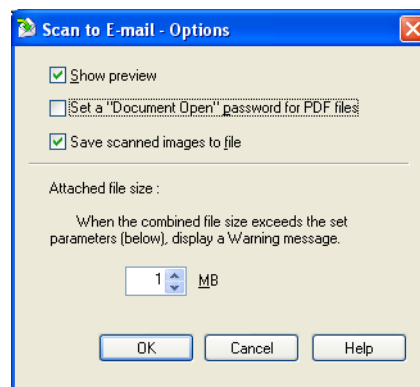 Scan to E-mail - Options
Show preview
Set a "Document Open" password for PDF files
Save scanned images to file
Attached file size :
When the combined file size exceeds the set
parameters (below), display a Warning message.
1 MB
OK Cancel Help